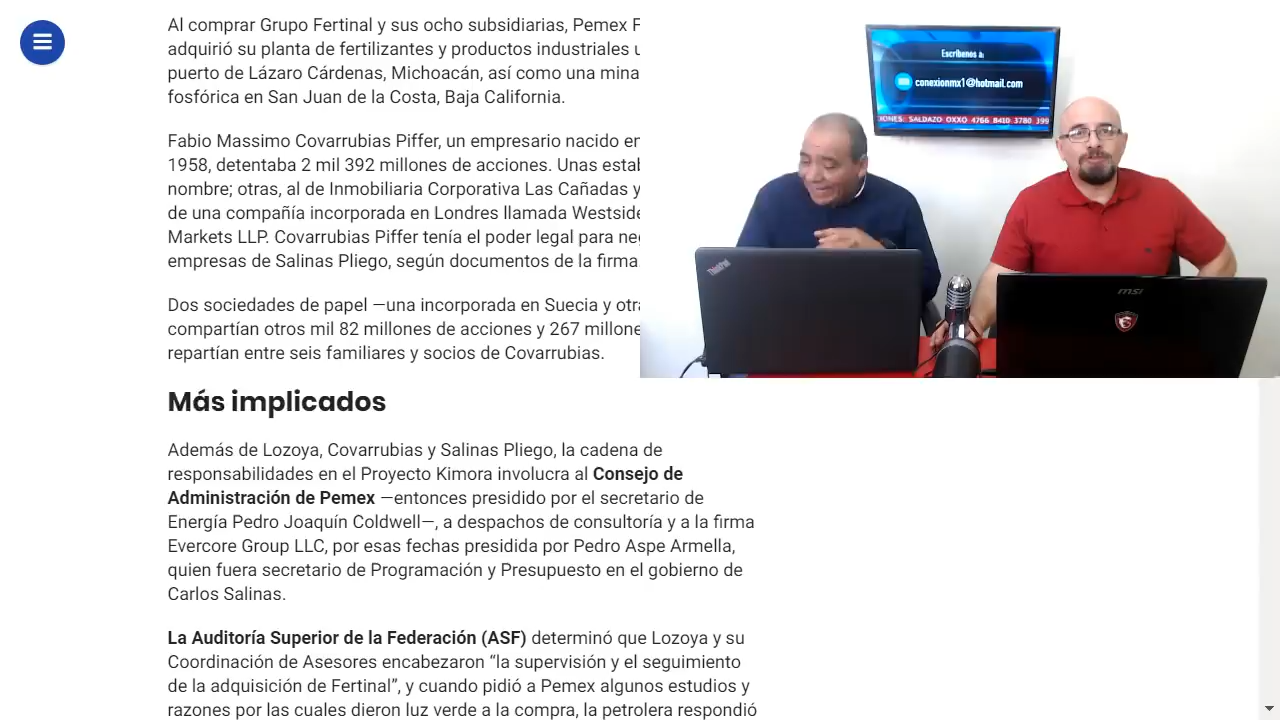 Al comprar Grupo Fertinal y sus ocho subsidiarias, Pemex
adquirió su planta de fertilizantes y productos industriales
puerto de Lázaro Cárdenas, Michoacán, así como una mina
fosfórica en San Juan de la Costa, Baja California.
Fabio Massimo Covarrubias Piffer, un empresario nacido en
1958, detentaba 2 mil 392 millones de acciones. Unas
nombre; otras, al de Inmobiliaria Corporativa Las Cañadas y
de una compañía incorporada en Londres llamada
Markets LLP. Covarrubias Piffer tenía el poder legal para
empresas de Salinas Pliego, según documentos de la firma
Dos sociedades de papel —una incorporada en Suecia y
compartían otros mil 82 millones de acciones y 267
repartían entre seis familiares y socios de Covarrubias.
Más implicados
Además de Lozoya, Covarrubias y Salinas Pliego, la cadena de
responsabilidades en el Proyecto Kimora involucra al Consejo de
Administración de Pemex —entonces presidido por el secretario de
Energía Pedro Joaquín Coldwell—, a despachos de consultoría y a la firma
Evercore Group LLC, por esas fechas presidida por Pedro Aspe Armella,
quien fuera secretario de Programación y Presupuesto en el gobierno de
Carlos Salinas.
La Auditoría Superior de la Federación (ASF) determinó que Lozoya y su
Coordinación de Asesores encabezaron “la supervisión y el seguimiento
de la adquisición de Fertinal”, y cuando pidió a Pemex algunos estudios y
razones por las cuales dieron luz verde a la compra, la petrolera respondió
Escríbenos a:
conexionmx1@hotmail.com
IONES: SALDAZO OXXO 4766 8410 3780 399
ThinkPad
msi